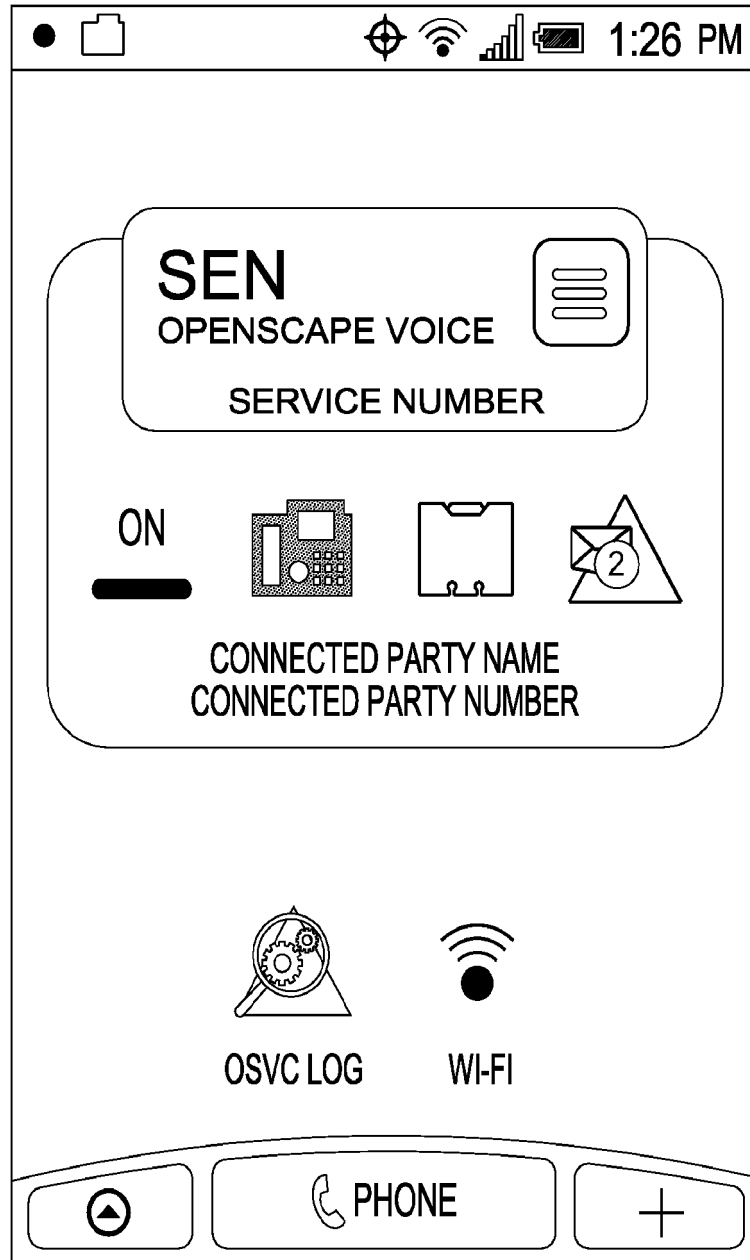 1:26 PM
SEN
OPENSCAPE VOICE
SERVICE NUMBER
ON
2
CONNECTED PARTY NAME
CONNECTED PARTY NUMBER
OSVC LOG
WI-FI
PHONE